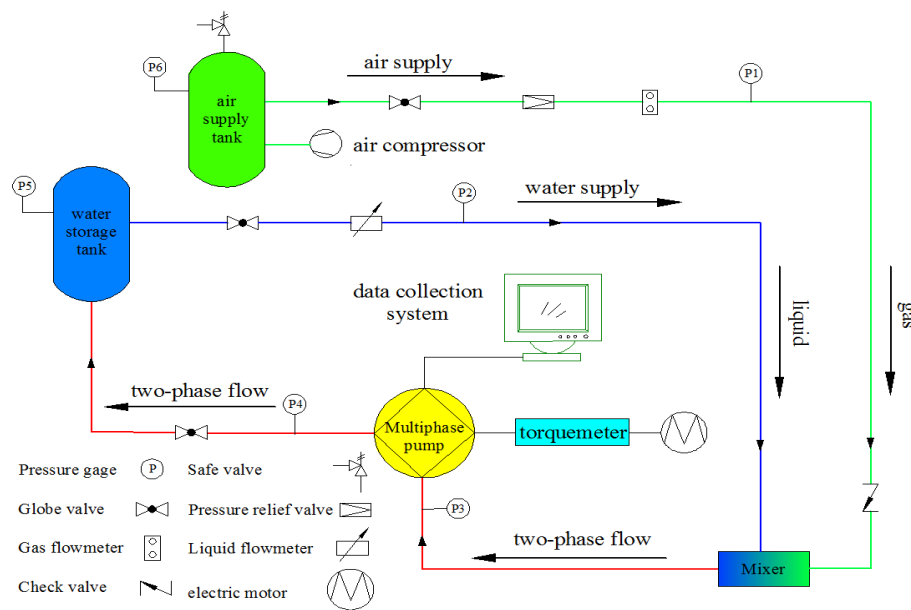 P6
air supply
P1
air
supply
tank
air compressor
P5
P2
water supply
water
storage
tank
data collection
system
liquid
gas
two-phase flow
P4
Multiphase
pump
torquemeter
Pressure gage
P
Safe valve
Globe valve
Pressure relief valve
P3
Gas flowmeter
Liquid flowmeter
two-phase flow
Mixer
Check valve
electric motor